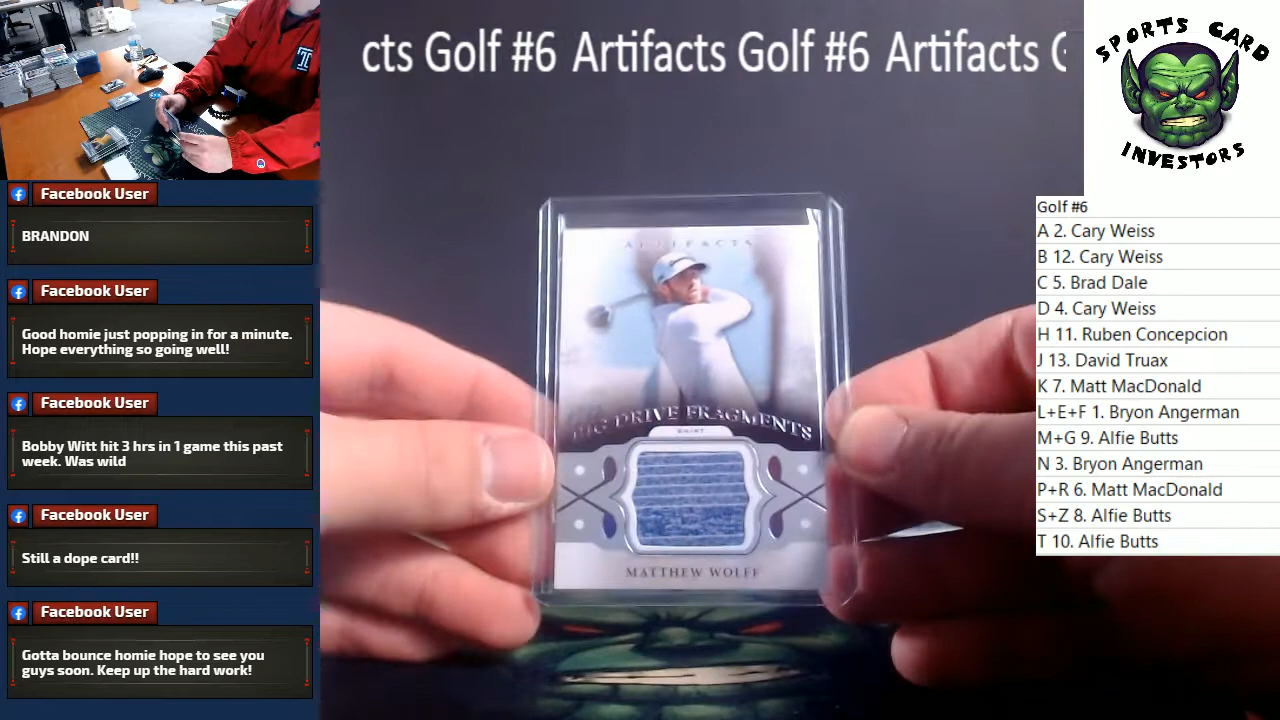 cts Golf #6 Artifacts Golf #6 Artifacts G
SPORTS CARD
INVESTORS
T
Facebook User
BRANDON
Facebook User
Good homie just popping in for a minute.
Hope everything so going well!
Facebook User
Bobby Witt hit 3 hrs in 1 game this past
week. Was wild
Facebook User
Still a dope card!!
Facebook User
Gotta bounce homie hope to see you
guys soon. Keep up the hard work!
ARTIFACTS
BIG DRIVE FRAGMENTS
SHIRT
MATTHEW WOLFF
Golf #6
A 2. Cary Weiss
B 12. Cary Weiss
C 5. Brad Dale
D 4. Cary Weiss
H 11. Ruben Concepcion
J 13. David Truax
K 7. Matt MacDonald
L+E+F 1. Bryon Angerman
M+G 9. Alfie Butts
N 3. Bryon Angerman
P+R 6. Matt MacDonald
S+Z 8. Alfie Butts
T 10. Alfie Butts